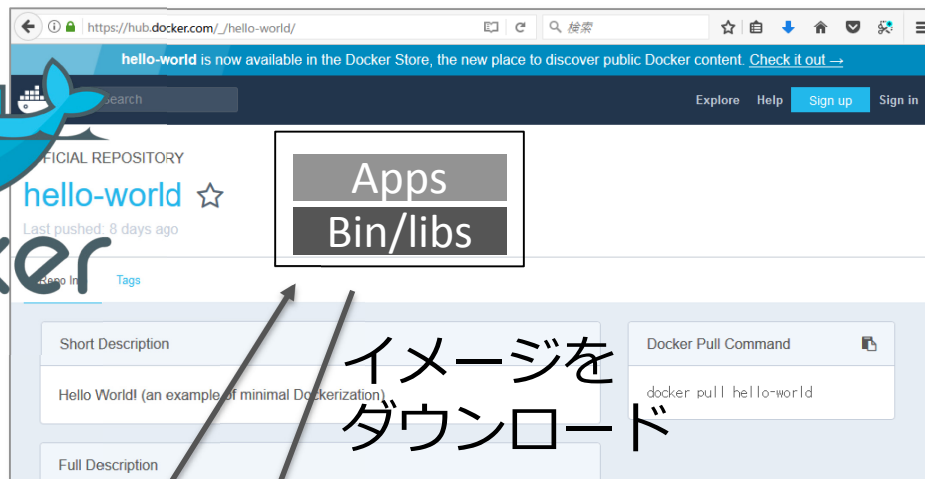 https://hub.docker.com/_/hello-world/
検索
hello-world is now available in the Docker Store, the new place to discover public Docker content. Check it out →
Search
Explore
Help
Sign up
Sign in
FICIAL REPOSITORY
hello-world
Last pushed: 8 days ago
Apps
Bin/libs
ker
Repo In
Tags
Short Description
イメージを
ダウンロード
Docker Pull Command
Hello World! (an example of minimal Dockerization)
docker pull hello-world
Full Description